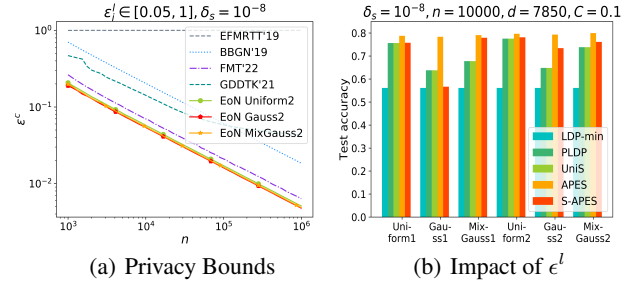 ε_i^l ∈ [0.05, 1], δ_s = 10^{-8}
10^0
10^{-1}
10^{-2}
ε^c
EFMRTT'19
BBGN'19
FMT'22
GDDTK'21
EoN Uniform2
EoN Gauss2
EoN MixGauss2
10^3
10^4
10^5
10^6
n
(a) Privacy Bounds
δ_s = 10^{-8}, n = 10000, d = 7850, C = 0.1
0.8
0.7
0.6
0.5
0.4
0.3
0.2
0.1
0.0
Test accuracy
LDP-min
PLDP
UniS
APES
S-APES
Uni-
form1
Gau-
ss1
Mix-
Gauss1
Uni-
form2
Gau-
ss2
Mix-
Gauss2
(b) Impact of ϵ^l